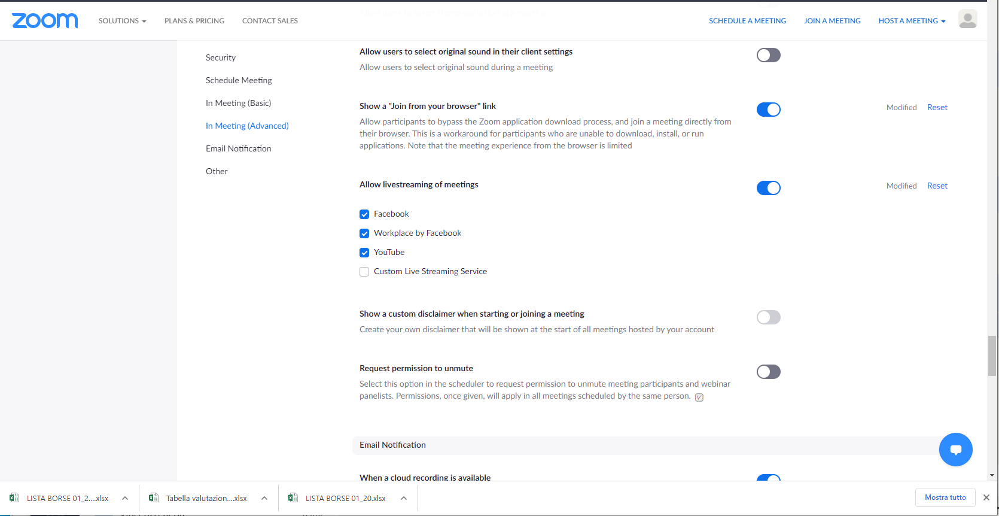 zoom
SOLUTIONS
PLANS & PRICING
CONTACT SALES
SCHEDULE A MEETING
JOIN A MEETING
HOST A MEETING
Security
Schedule Meeting
In Meeting (Basic)
In Meeting (Advanced)
Email Notification
Other
Allow users to select original sound in their client settings
Allow users to select original sound during a meeting
Show a "Join from your browser" link
Modified Reset
Allow participants to bypass the Zoom application download process, and join a meeting directly from
their browser. This is a workaround for participants who are unable to download, install, or run
applications. Note that the meeting experience from the browser is limited
Allow livestreaming of meetings
Modified Reset
Facebook
Workplace by Facebook
YouTube
Custom Live Streaming Service
Show a custom disclaimer when starting or joining a meeting
Create your own disclaimer that will be shown at the start of all meetings hosted by your account
Request permission to unmute
Select this option in the scheduler to request permission to unmute meeting participants and webinar
panelists. Permissions, once given, will apply in all meetings scheduled by the same person.
Email Notification
When a cloud recording is available
LISTA BORSE 01_2....xlsx
Tabella valutazion....xlsx
LISTA BORSE 01_20.xlsx
Mostra tutto